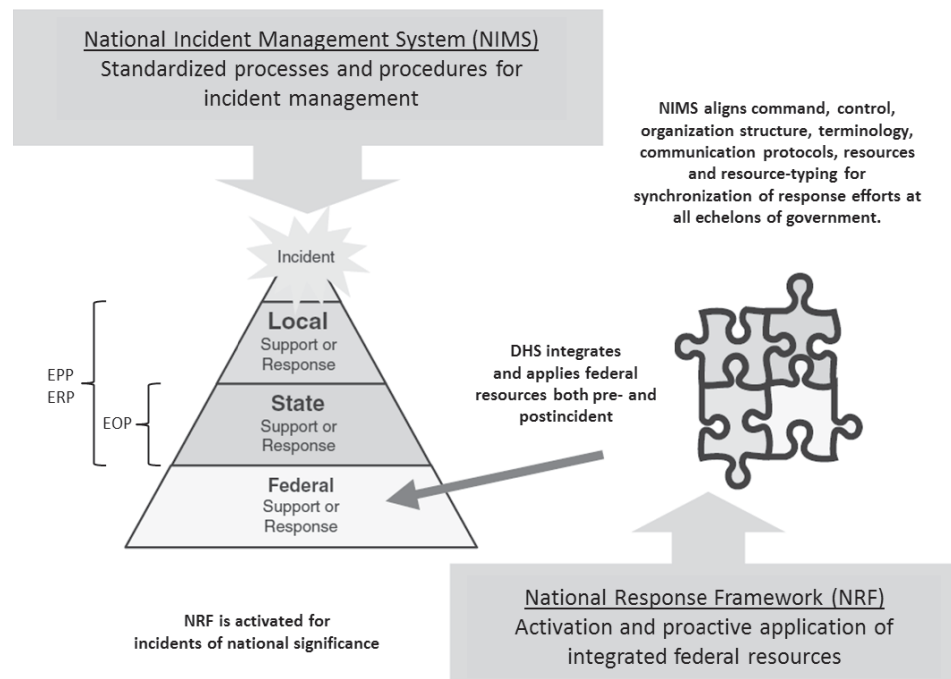 National Incident Management System (NIMS)
Standardized processes and procedures for
incident management
NIMS aligns command, control,
organization structure, terminology,
communication protocols, resources
and resource-typing for
synchronization of response efforts at
all echelons of government.
Incident
Local
Support or
Response
State
Support or
Response
Federal
Support or
Response
EPP
ERP
EOP
DHS integrates
and applies federal
resources both pre- and
postincident
NRF is activated for
incidents of national significance
National Response Framework (NRF)
Activation and proactive application of
integrated federal resources